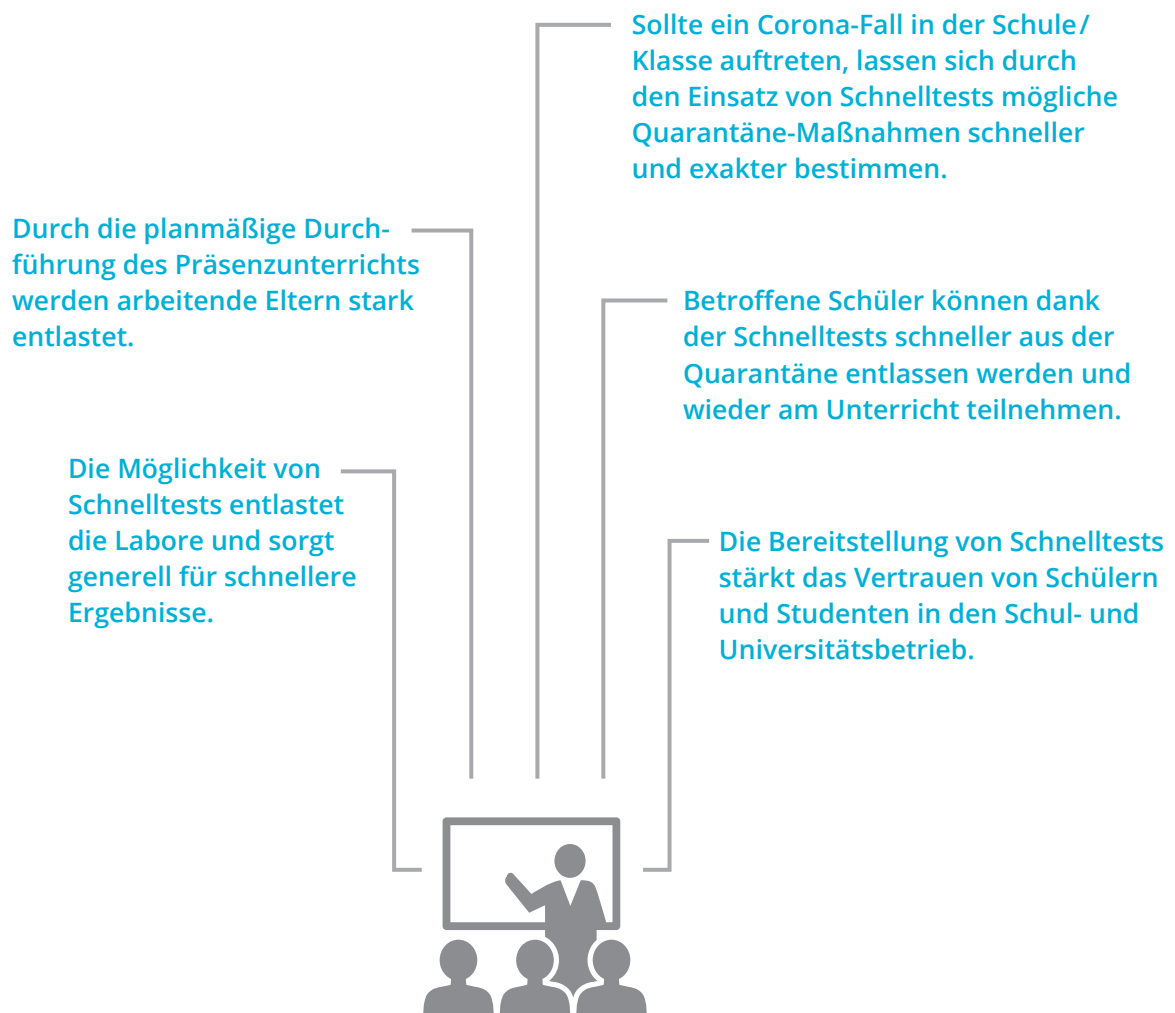 Sollte ein Corona-Fall in der Schule/
Klasse auftreten, lassen sich durch
den Einsatz von Schnelltests mögliche
Quarantäne-Maßnahmen schneller
und exakter bestimmen.
Durch die planmäßige Durch-
führung des Präsenzunterrichts
werden arbeitende Eltern stark
entlastet.
Betroffene Schüler können dank
der Schnelltests schneller aus der
Quarantäne entlassen werden und
wieder am Unterricht teilnehmen.
Die Möglichkeit von
Schnelltests entlastet
die Labore und sorgt
generell für schnellere
Ergebnisse.
Die Bereitstellung von Schnelltests
stärkt das Vertrauen von Schülern
und Studenten in den Schul- und
Universitätsbetrieb.